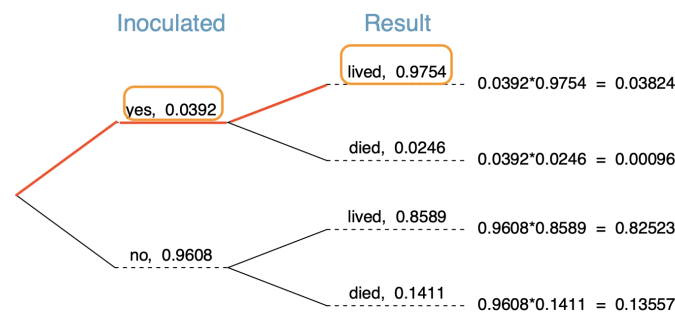 Inoculated
Result
lived, 0.9754
0.0392*0.9754 = 0.03824
yes, 0.0392
died, 0.0246
0.0392*0.0246 = 0.00096
lived, 0.8589
0.9608*0.8589 = 0.82523
no, 0.9608
died, 0.1411
0.9608*0.1411 = 0.13557